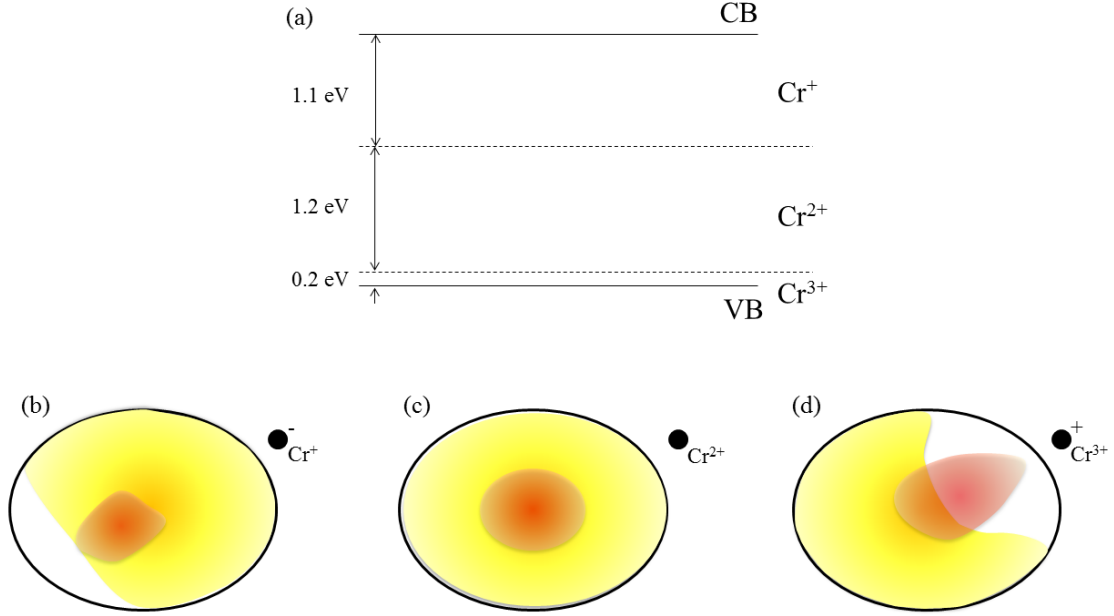 (a)
CB
1.1 eV
Cr⁺
1.2 eV
Cr²⁺
0.2 eV
Cr³⁺
VB
(b)
-
Cr⁺
(c)
Cr²⁺
(d)
+
Cr³⁺